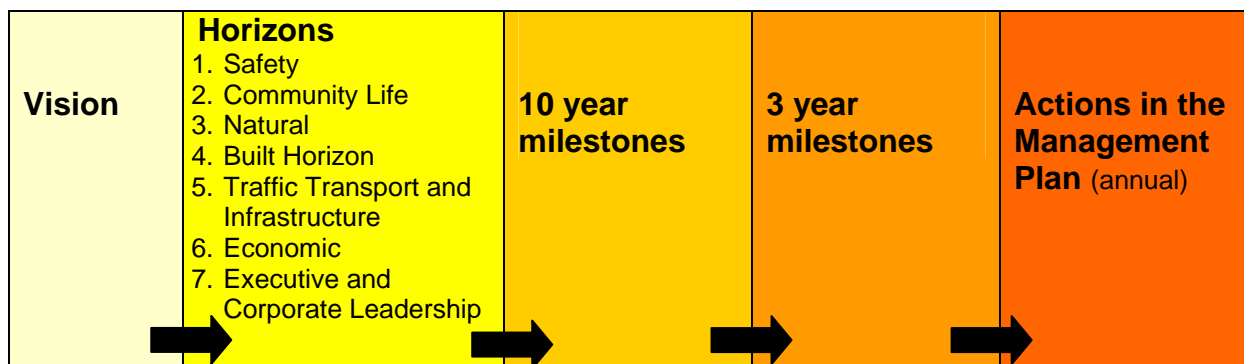 Vision
Horizons
1. Safety
2. Community Life
3. Natural
4. Built Horizon
5. Traffic Transport and
Infrastructure
6. Economic
7. Executive and
Corporate Leadership
10 year
milestones
3 year
milestones
Actions in the
Management
Plan (annual)